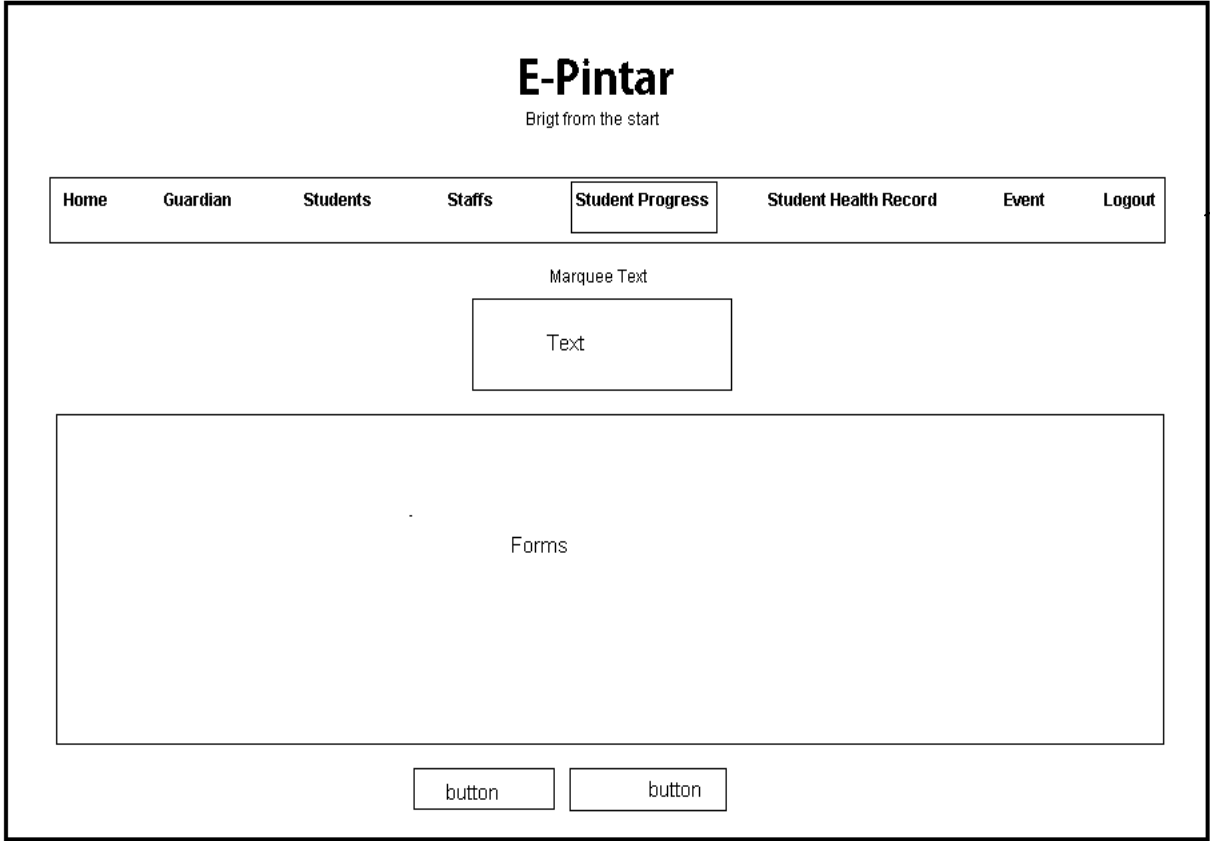 E-Pintar
Brigt from the start
Home Guardian Students Staffs Student Progress Student Health Record Event Logout
Marquee Text
Text
Forms
button button